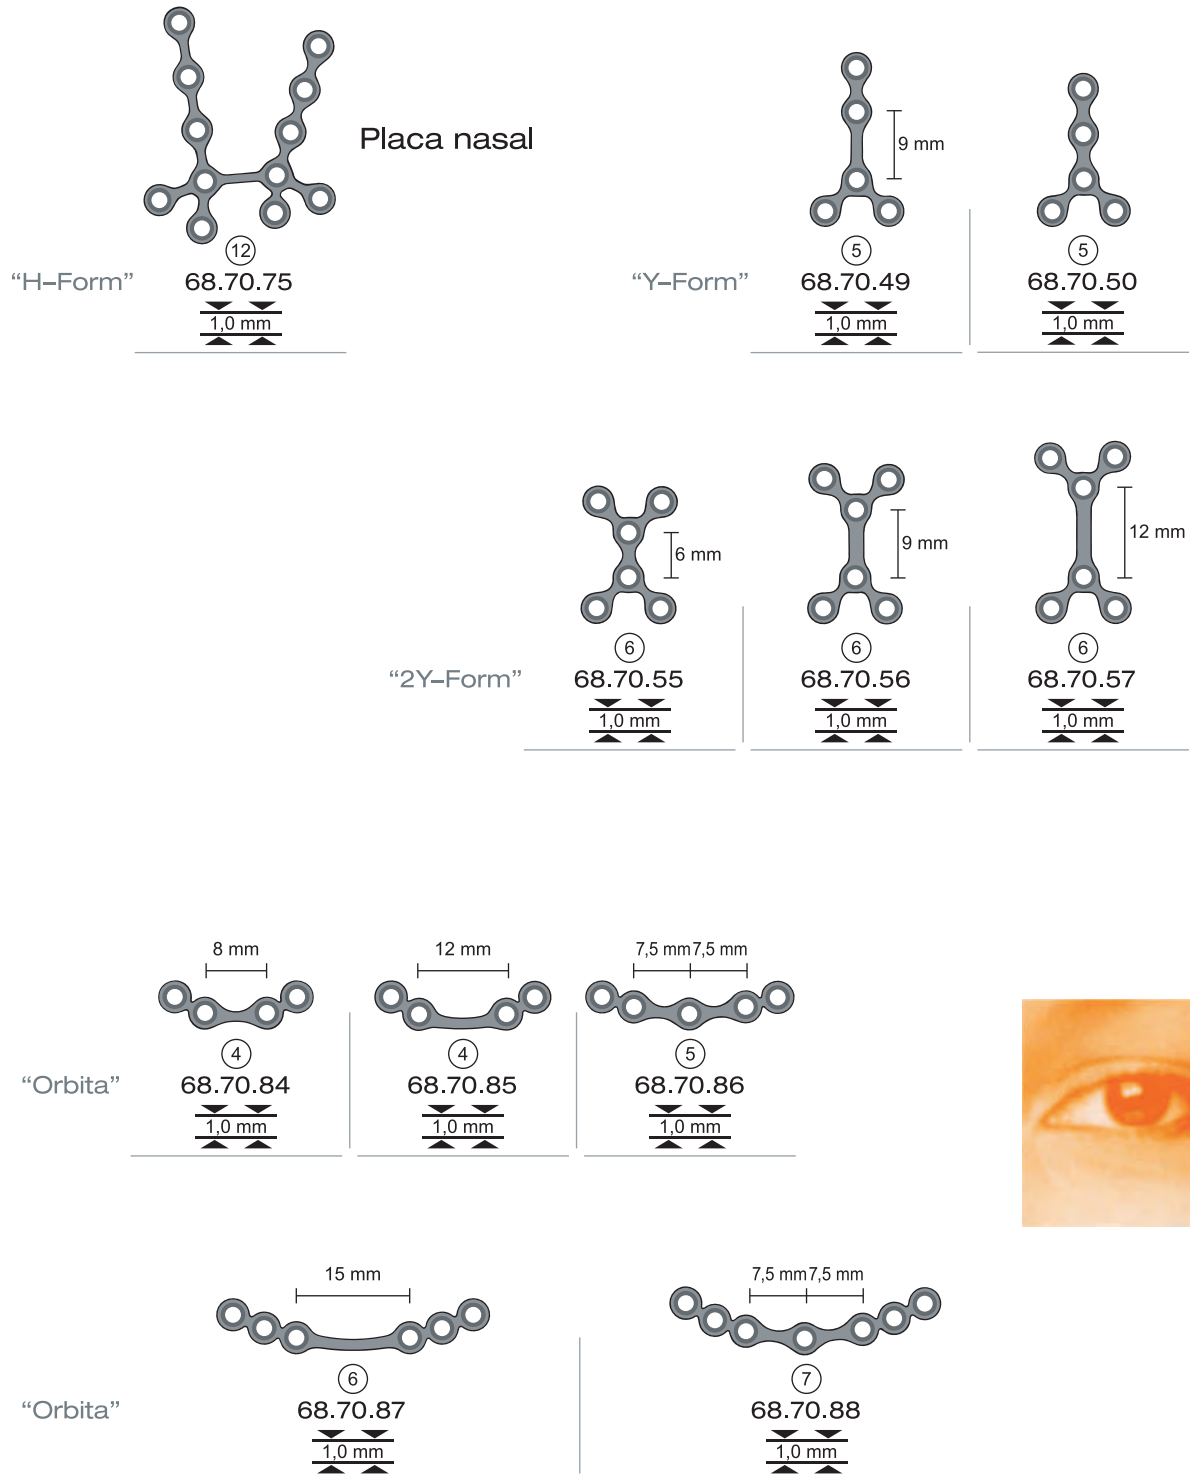 Placa nasal
9 mm
12
5
5
“H–Form”
68.70.75
“Y–Form”
68.70.49
68.70.50
1,0 mm
1,0 mm
1,0 mm
6 mm
9 mm
12 mm
6
6
6
“2Y–Form”
68.70.55
68.70.56
68.70.57
1,0 mm
1,0 mm
1,0 mm
8 mm
12 mm
7,5 mm 7,5 mm
4
4
5
“Orbita”
68.70.84
68.70.85
68.70.86
1,0 mm
1,0 mm
1,0 mm
15 mm
7,5 mm 7,5 mm
6
7
“Orbita”
68.70.87
68.70.88
1,0 mm
1,0 mm